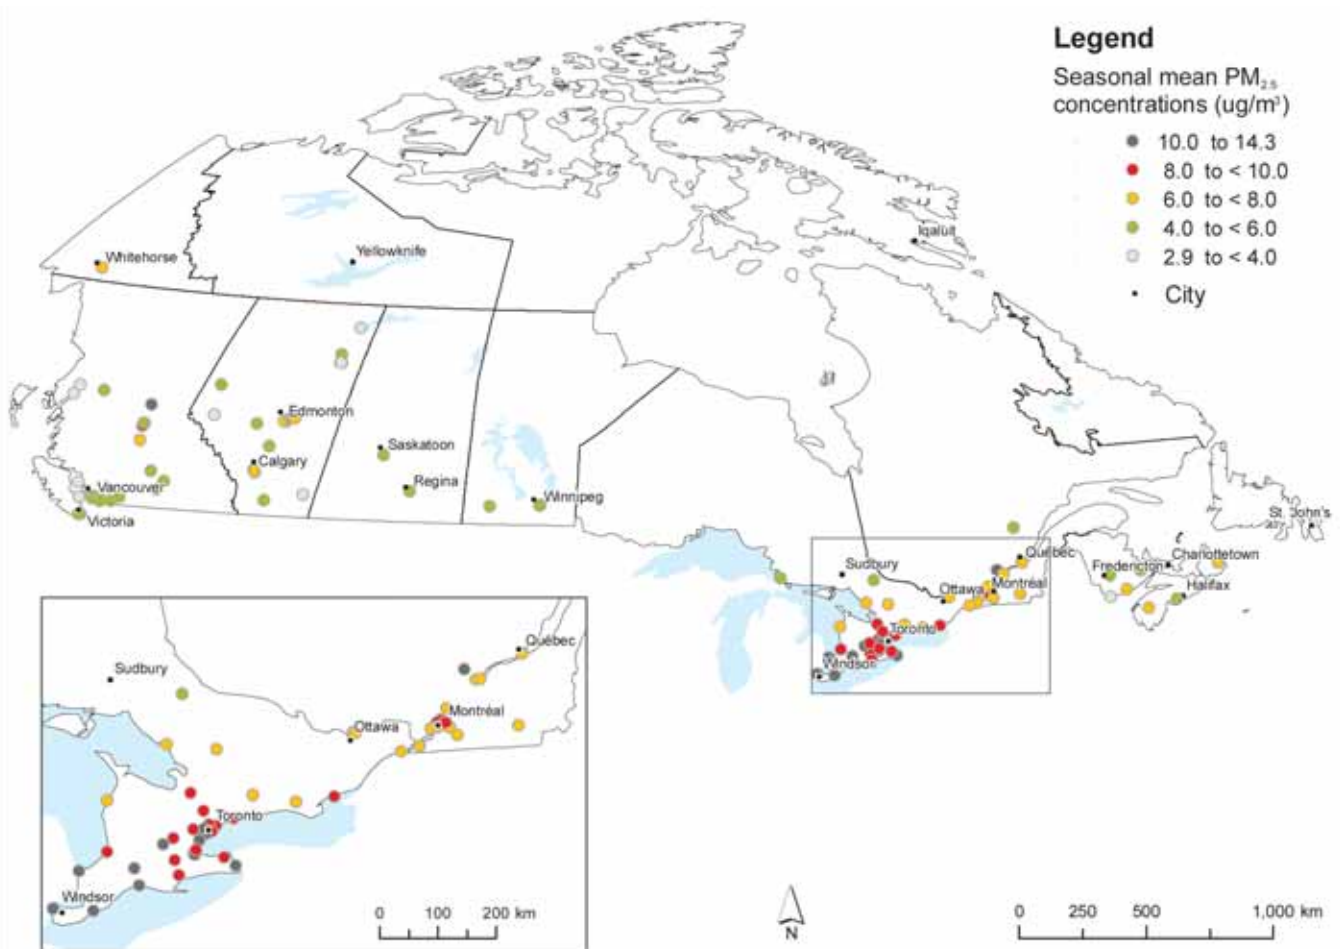 Legend
Seasonal mean PM2.5
concentrations (ug/m³)
10.0 to 14.3
8.0 to < 10.0
6.0 to < 8.0
4.0 to < 6.0
2.9 to < 4.0
City
Iqaluit
Whitehorse
Yellowknife
Edmonton
Saskatoon
Calgary
Regina
Vancouver
Winnipeg
Victoria
St. John's
Québec
Charlottetown
Sudbury
Fredericton
Ottawa
Montréal
Halifax
Toronto
Windsor
Québec
Sudbury
Montréal
Ottawa
Toronto
Windsor
0 100 200 km
N
0 250 500 1,000 km